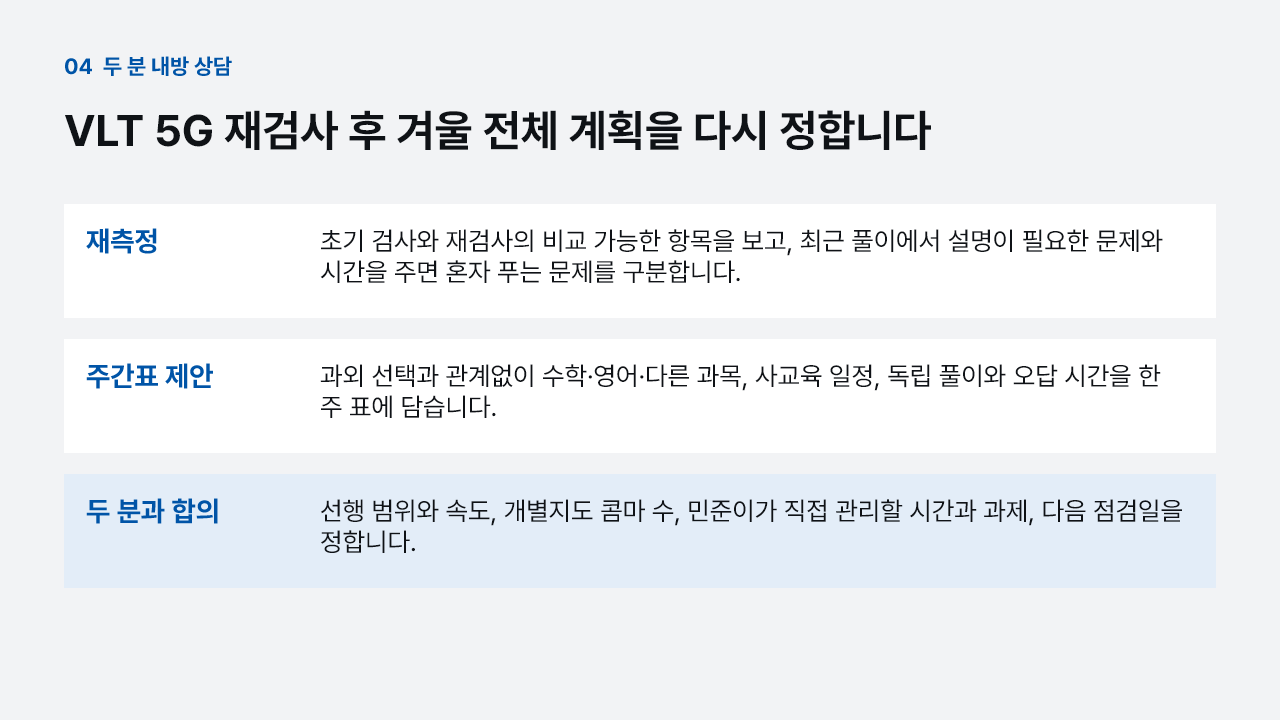 04 두 분 내방 상담
VLT 5G 재검사 후 겨울 전체 계획을 다시 정합니다
재측정
초기 검사와 재검사의 비교 가능한 항목을 보고, 최근 풀이에서 설명이 필요한 문제와
시간을 주면 혼자 푸는 문제를 구분합니다.
주간표 제안
과외 선택과 관계없이 수학·영어·다른 과목, 사교육 일정, 독립 풀이와 오답 시간을 한
주 표에 담습니다.
두 분과 합의
선행 범위와 속도, 개별지도 콤마 수, 민준이가 직접 관리할 시간과 과제, 다음 점검일을
정합니다.